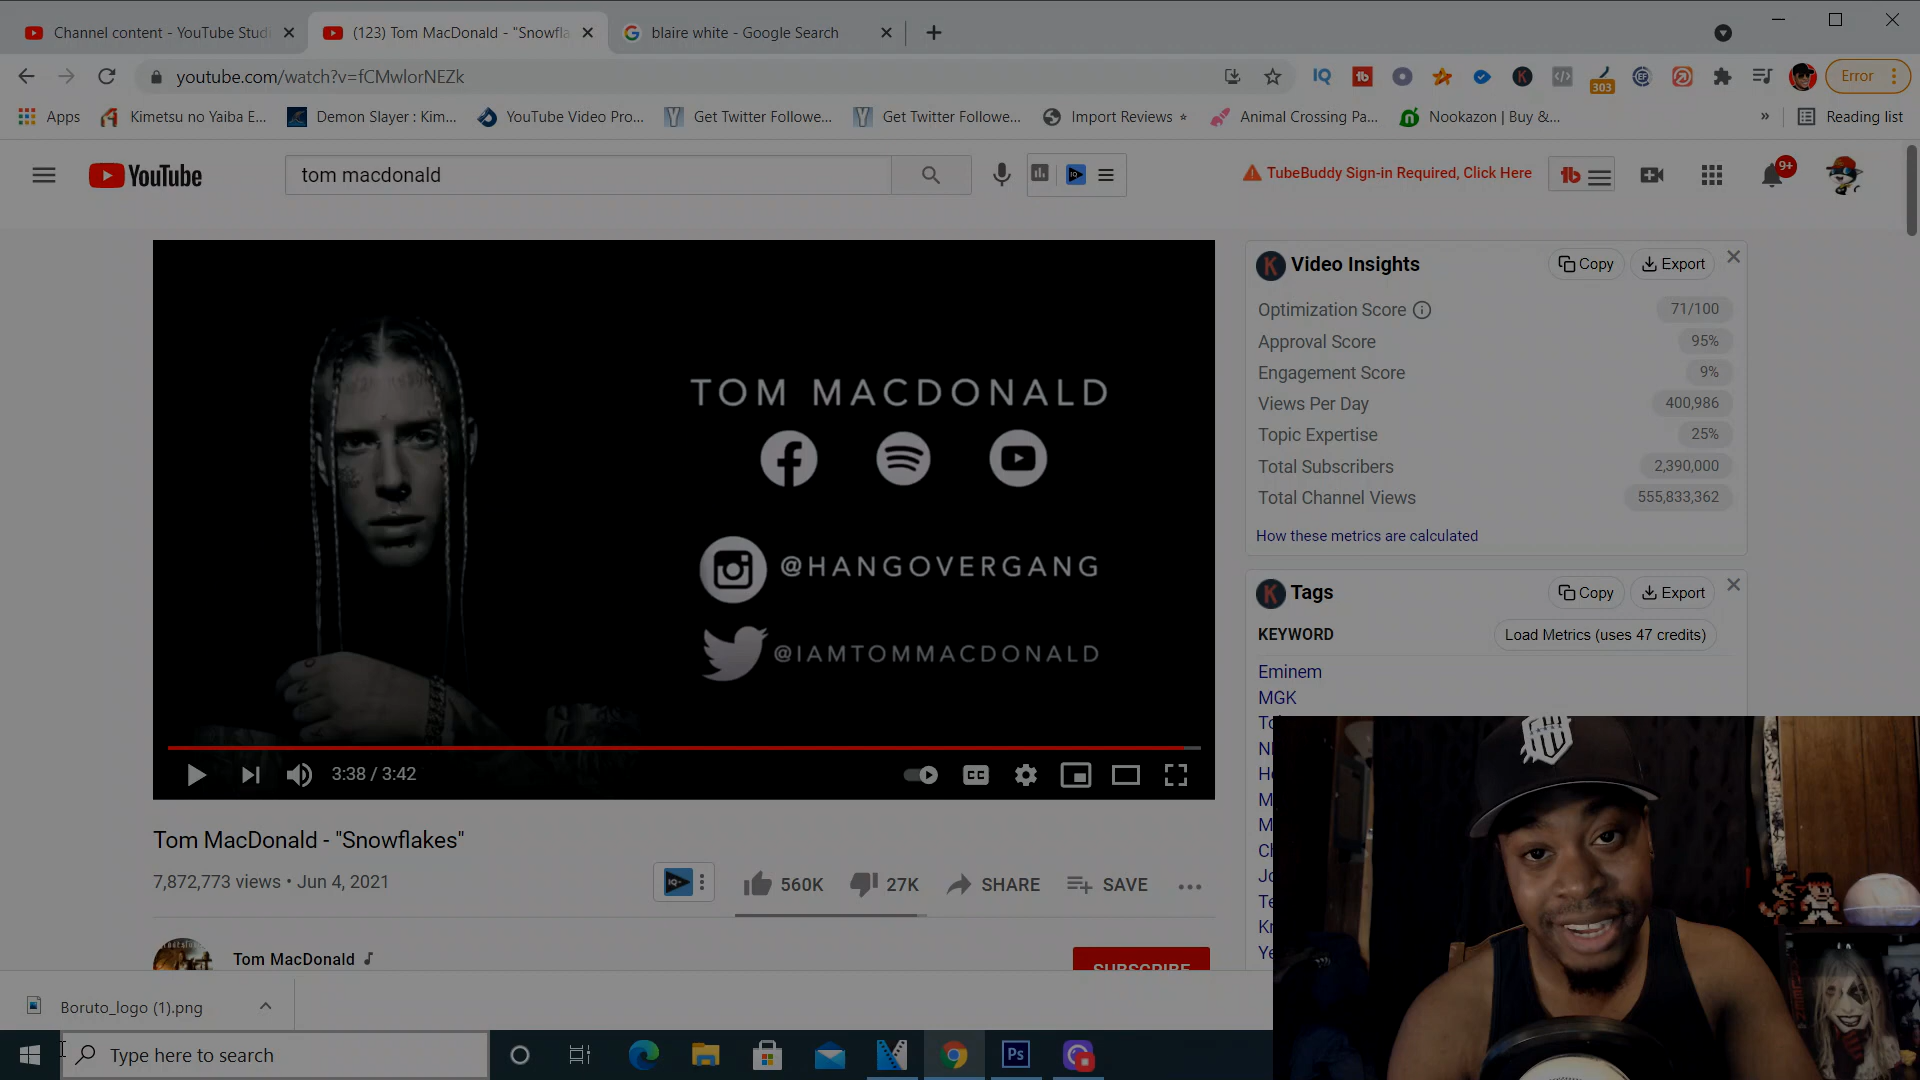 Channel content - YouTube Studi
(123) Tom MacDonald - "Snowfla
blaire white - Google Search
youtube.com/watch?v=fCMwIorNEZk
303
Error
Apps
Kimetsu no Yaiba E...
Demon Slayer : Kim...
YouTube Video Pro...
Get Twitter Followe...
Get Twitter Followe...
Import Reviews
Animal Crossing Pa...
Nookazon | Buy &...
Reading list
YouTube
tom macdonald
TubeBuddy Sign-in Required, Click Here
9+
TOM MACDONALD
@HANGOVERGANG
@IAMTOMMACDONALD
3:38 / 3:42
Tom MacDonald - "Snowflakes"
7,872,773 views • Jun 4, 2021
560K
27K
SHARE
SAVE
Tom MacDonald
SUBSCRIBE
Video Insights
Copy
Export
Optimization Score
71/100
Approval Score
95%
Engagement Score
9%
Views Per Day
400,986
Topic Expertise
25%
Total Subscribers
2,390,000
Total Channel Views
555,833,362
How these metrics are calculated
Tags
Copy
Export
KEYWORD
Load Metrics (uses 47 credits)
Eminem
MGK
Boruto_logo (1).png
Type here to search
Ps